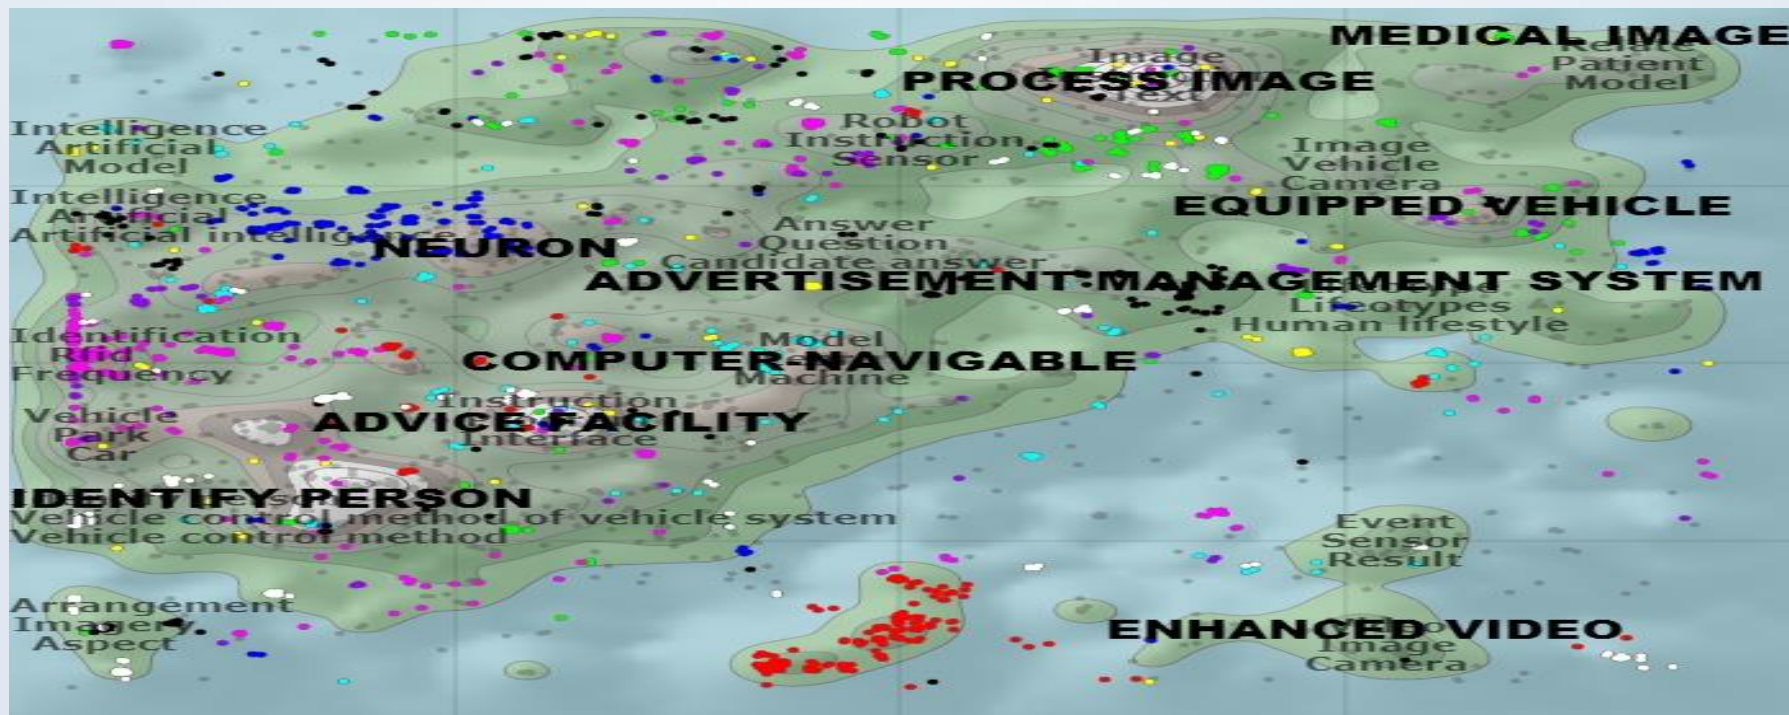 MEDICAL IMAGE
Relate
Patient
Model
Image
PROCESS IMAGE
Text
Robot
Instruction
Sensor
Image
Vehicle
Camera
Intelligence
Artificial
Model
Intelligence
Artificial
Artificial intelligence
EQUIPPED VEHICLE
NEURON
Answer
Question
Candidate answer
ADVERTISEMENT MANAGEMENT SYSTEM
Lifeotypes
Human lifestyle
Identification
Rfid
Frequency
Model
Machine
COMPUTER NAVIGABLE
Instruction
Interface
ADVICE FACILITY
Vehicle
Park
Car
IDENTIFY PERSON
Vehicle control method of vehicle system
Vehicle control method
Event
Sensor
Result
Arrangement
Imagery
Aspect
ENHANCED VIDEO
Video
Image
Camera